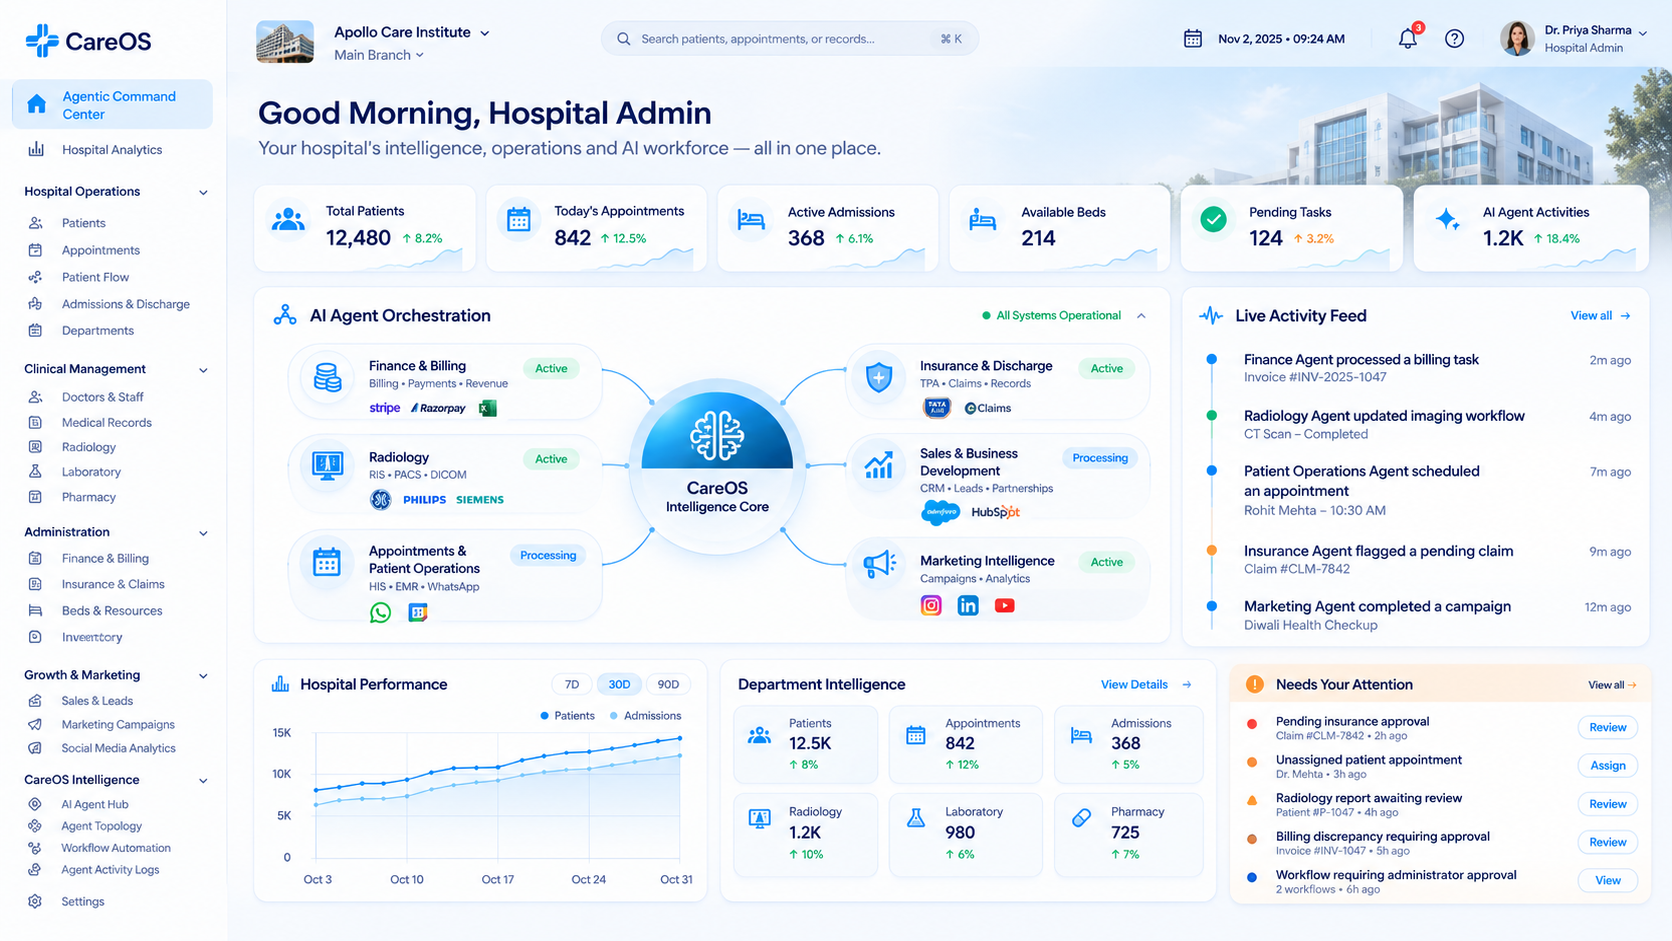 CareOS
Agentic Command
Center
Hospital Analytics
Hospital Operations
Patients
Appointments
Patient Flow
Admissions & Discharge
Departments
Clinical Management
Doctors & Staff
Medical Records
Radiology
Laboratory
Pharmacy
Administration
Finance & Billing
Insurance & Claims
Beds & Resources
Inventory
Growth & Marketing
Sales & Leads
Marketing Campaigns
Social Media Analytics
CareOS Intelligence
AI Agent Hub
Agent Topology
Workflow Automation
Agent Activity Logs
Settings
Apollo Care Institute
Main Branch
Search patients, appointments, or records...
⌘ K
Nov 2, 2025 • 09:24 AM
3
Dr. Priya Sharma
Hospital Admin
Good Morning, Hospital Admin
Your hospital's intelligence, operations and AI workforce — all in one place.
Total Patients
12,480 ↑ 8.2%
Today's Appointments
842 ↑ 12.5%
Active Admissions
368 ↑ 6.1%
Available Beds
214
Pending Tasks
124 ↑ 3.2%
AI Agent Activities
1.2K ↑ 18.4%
AI Agent Orchestration
All Systems Operational
Finance & Billing
Active
Billing • Payments • Revenue
stripe Razorpay
Radiology
Active
RIS • PACS • DICOM
PHILIPS SIEMENS
Appointments &
Patient Operations
Processing
HIS • EMR • WhatsApp
CareOS
Intelligence Core
Insurance & Discharge
Active
TPA • Claims • Records
TATA
Claims
Sales & Business
Development
Processing
CRM • Leads • Partnerships
HubSpot
Marketing Intelligence
Active
Campaigns • Analytics
in
Live Activity Feed
View all →
Finance Agent processed a billing task
2m ago
Invoice #INV-2025-1047
Radiology Agent updated imaging workflow
4m ago
CT Scan – Completed
Patient Operations Agent scheduled
an appointment
7m ago
Rohit Mehta – 10:30 AM
Insurance Agent flagged a pending claim
9m ago
Claim #CLM-7842
Marketing Agent completed a campaign
12m ago
Diwali Health Checkup
Hospital Performance
7D 30D 90D
Patients Admissions
15K
10K
5K
0
Oct 3 Oct 10 Oct 17 Oct 24 Oct 31
Department Intelligence
View Details →
Patients
12.5K
↑ 8%
Appointments
842
↑ 12%
Admissions
368
↑ 5%
Radiology
1.2K
↑ 10%
Laboratory
980
↑ 6%
Pharmacy
725
↑ 7%
Needs Your Attention
View all →
Pending insurance approval
Claim #CLM-7842 • 2h ago
Review
Unassigned patient appointment
Dr. Mehta • 3h ago
Assign
Radiology report awaiting review
Patient #P-1047 • 4h ago
Review
Billing discrepancy requiring approval
Invoice #INV-1047 • 5h ago
Review
Workflow requiring administrator approval
2 workflows • 6h ago
View